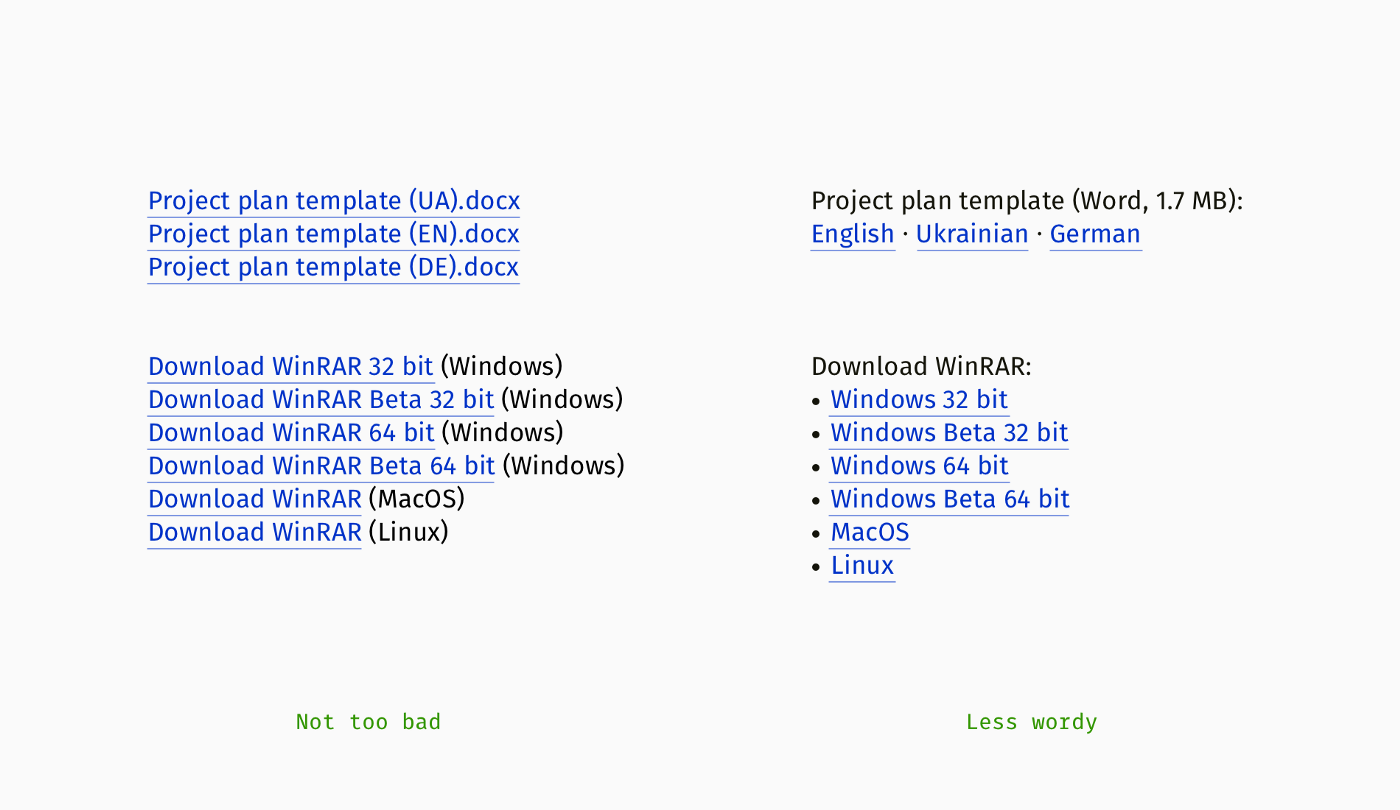 Project plan template (UA).docx
Project plan template (EN).docx
Project plan template (DE).docx
Download WinRAR 32 bit (Windows)
Download WinRAR Beta 32 bit (Windows)
Download WinRAR 64 bit (Windows)
Download WinRAR Beta 64 bit (Windows)
Download WinRAR (MacOS)
Download WinRAR (Linux)
Not too bad
Project plan template (Word, 1.7 MB):
English · Ukrainian · German
Download WinRAR:
• Windows 32 bit
• Windows Beta 32 bit
• Windows 64 bit
• Windows Beta 64 bit
• MacOS
• Linux
Less wordy